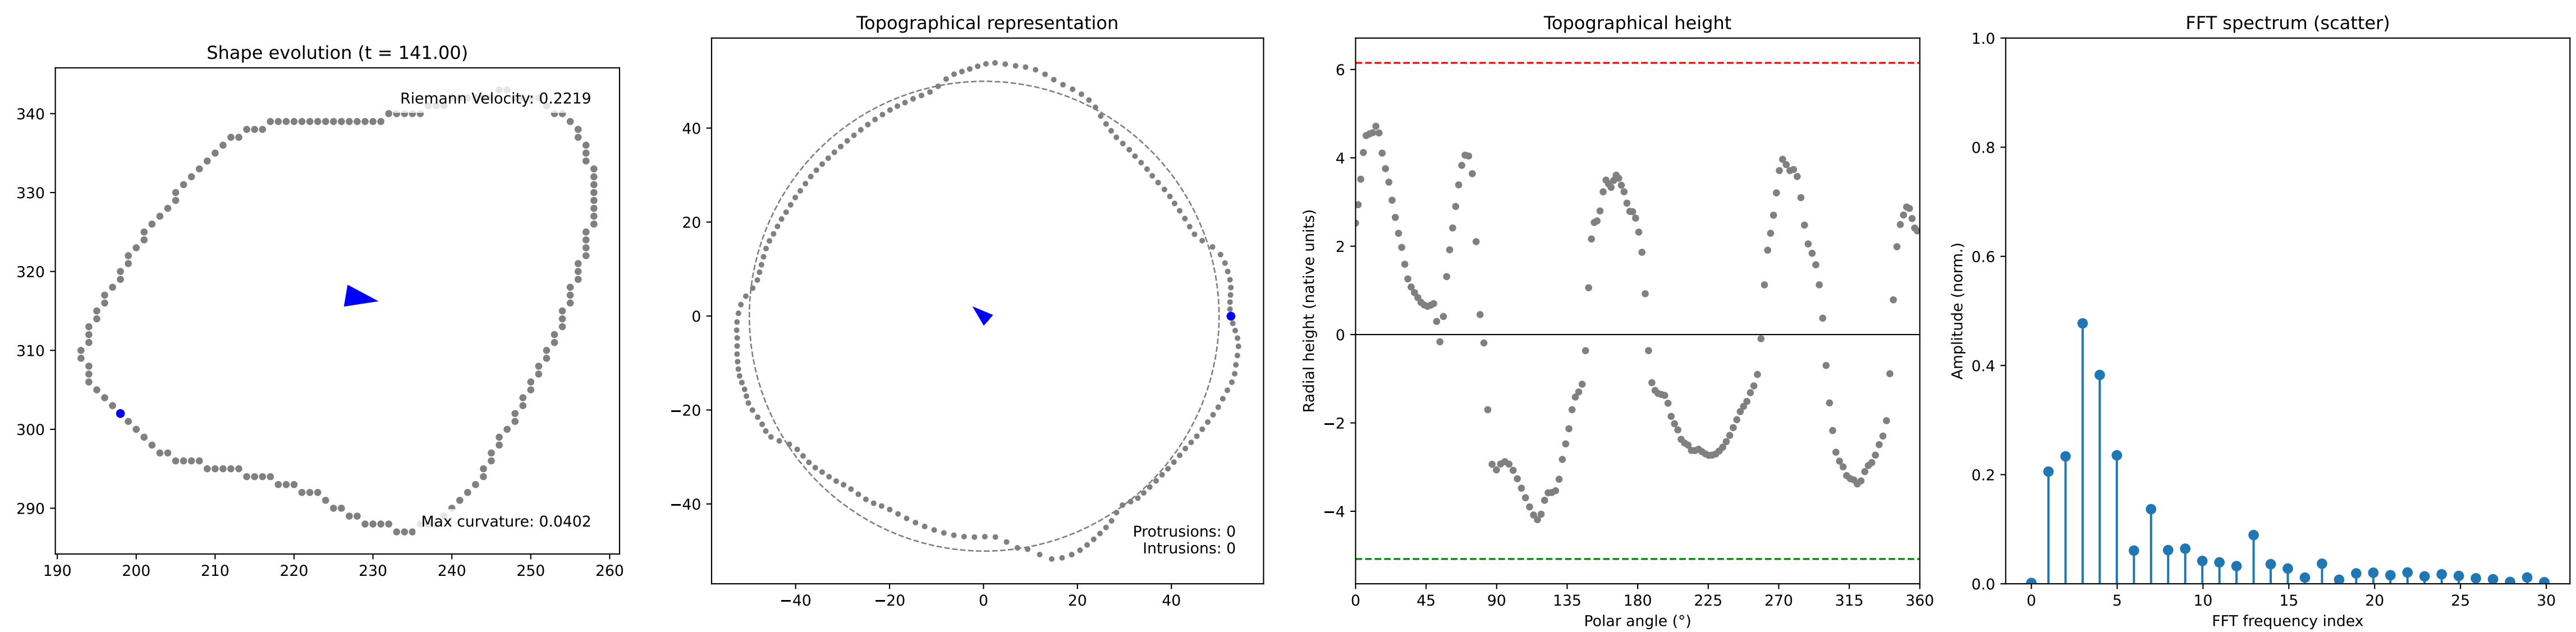 Shape evolution (t = 141.00)
Riemann Velocity: 0.2219
Max curvature: 0.0402
340
330
320
310
300
290
190 200 210 220 230 240 250 260
Topographical representation
Protrusions: 0
Intrusions: 0
40
20
0
−20
−40
−40 −20 0 20 40
Topographical height
Radial height (native units)
6
4
2
0
−2
−4
0 45 90 135 180 225 270 315 360
Polar angle (°)
FFT spectrum (scatter)
Amplitude (norm.)
1.0
0.8
0.6
0.4
0.2
0.0
0 5 10 15 20 25 30
FFT frequency index